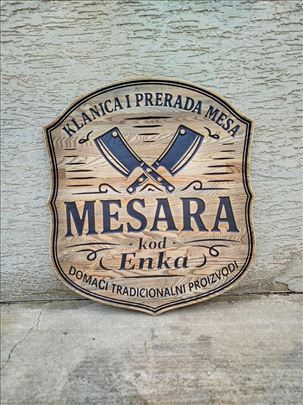 KLANICA I PRERADA MESA
MESARA
· kod ·
Enka
DOMAĆI TRADICIONALNI PROIZVODI